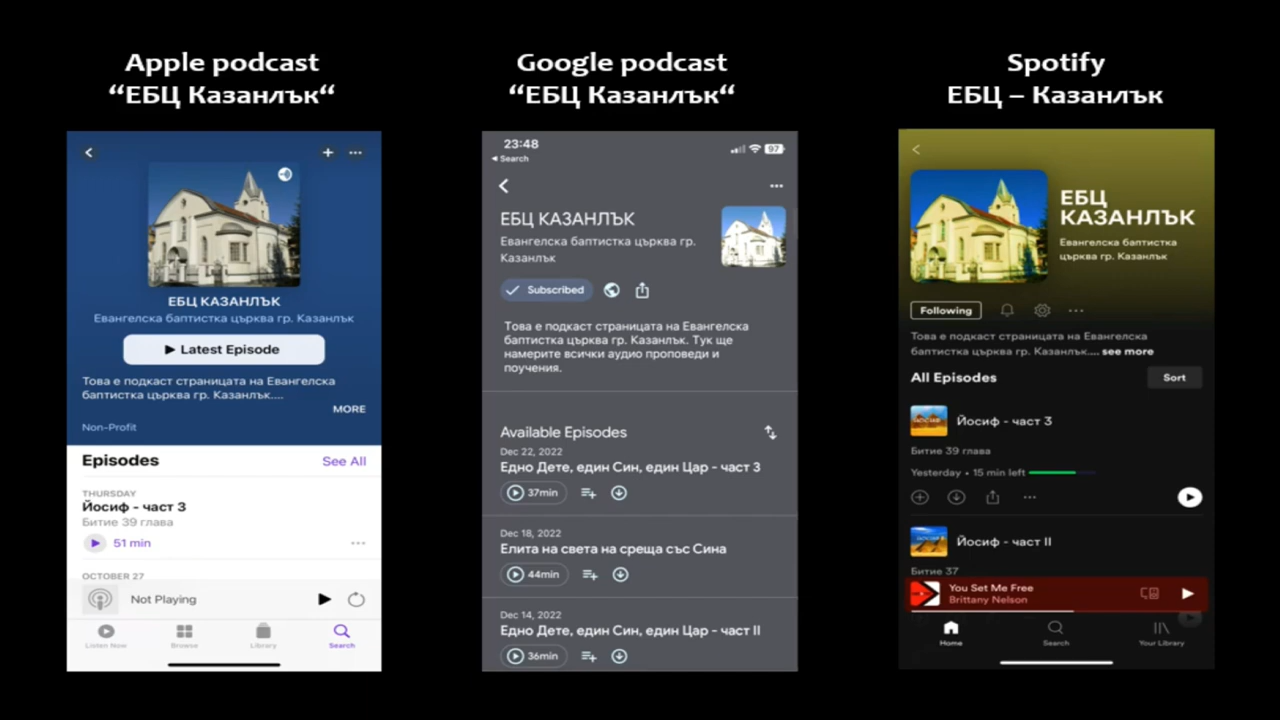 Apple podcast
“ЕБЦ Казанлък“
ЕБЦ КАЗАНЛЪК
Евангелска баптистка църква гр. Казанлък
Latest Episode
Това е подкаст страницата на Евангелска
баптистка църква гр. Казанлък....
MORE
Non-Profit
Episodes
See All
THURSDAY
Йосиф - част 3
Битие 39 глава
51 min
OCTOBER 27
Not Playing
Listen Now
Browse
Library
Search
Google podcast
“ЕБЦ Казанлък“
23:48
97
Search
ЕБЦ КАЗАНЛЪК
Евангелска баптистка църква гр.
Казанлък
Subscribed
Това е подкаст страницата на Евангелска
баптистка църква гр. Казанлък. Тук ще
намерите всички аудио проповеди и
поучения.
Available Episodes
Dec 22, 2022
Едно Дете, един Син, един Цар - част 3
37min
Dec 18, 2022
Елита на света на среща със Сина
44min
Dec 14, 2022
Едно Дете, един Син, един Цар - част II
36min
Spotify
ЕБЦ – Казанлък
ЕБЦ
КАЗАНЛЪК
Евангелска баптистка
църква гр. Казанлък
Following
Това е подкаст страницата на Евангелска
баптистка църква гр. Казанлък.... see more
All Episodes
Sort
Йосиф - част 3
Битие 39 глава
Yesterday • 15 min left
Йосиф - част II
Битие 37
You Set Me Free
Brittany Nelson
Home
Search
Your Library